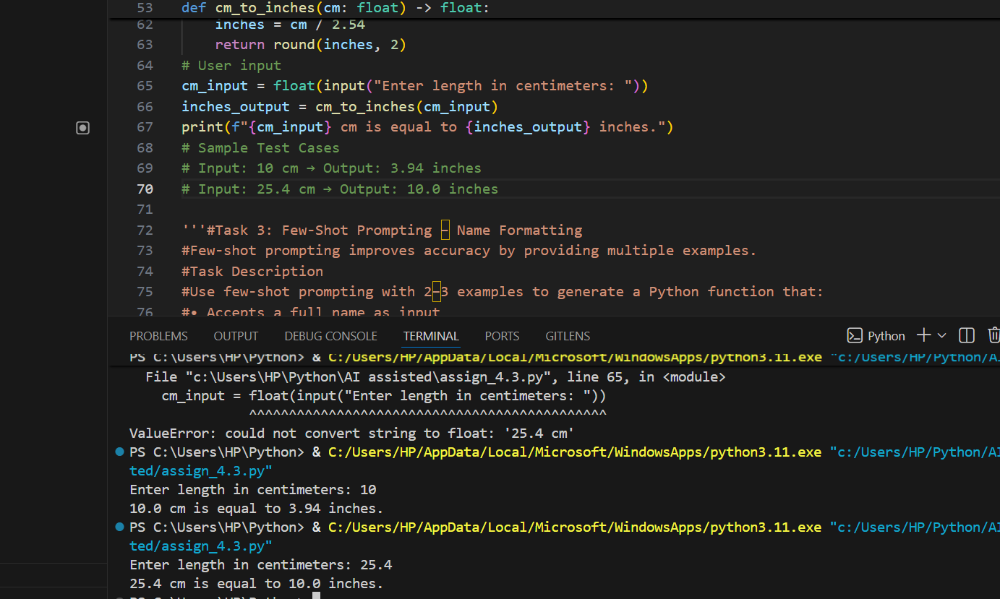 53 def cm_to_inches(cm: float) -> float:
62 inches = cm / 2.54
63 return round(inches, 2)
64 # User input
65 cm_input = float(input("Enter length in centimeters: "))
66 inches_output = cm_to_inches(cm_input)
67 print(f"{cm_input} cm is equal to {inches_output} inches.")
68 # Sample Test Cases
69 # Input: 10 cm → Output: 3.94 inches
70 # Input: 25.4 cm → Output: 10.0 inches
71
72 '''#Task 3: Few-Shot Prompting – Name Formatting
73 #Few-shot prompting improves accuracy by providing multiple examples.
74 #Task Description
75 #Use few-shot prompting with 2–3 examples to generate a Python function that:
76 #• Accepts a full name as input
PROBLEMS OUTPUT DEBUG CONSOLE TERMINAL PORTS GITLENS Python
PS C:\Users\HP\Python> & C:/Users/HP/AppData/Local/Microsoft/WindowsApps/python3.11.exe "c:/Users/HP/Python/AI
File "c:\Users\HP\Python\AI assisted\assign_4.3.py", line 65, in <module>
cm_input = float(input("Enter length in centimeters: "))
^^^^^^^^^^^^^^^^^^^^^^^^^^^^^^^^^^^^^^^^^^^^^
ValueError: could not convert string to float: '25.4 cm'
PS C:\Users\HP\Python> & C:/Users/HP/AppData/Local/Microsoft/WindowsApps/python3.11.exe "c:/Users/HP/Python/AI
ted/assign_4.3.py"
Enter length in centimeters: 10
10.0 cm is equal to 3.94 inches.
PS C:\Users\HP\Python> & C:/Users/HP/AppData/Local/Microsoft/WindowsApps/python3.11.exe "c:/Users/HP/Python/AI
ted/assign_4.3.py"
Enter length in centimeters: 25.4
25.4 cm is equal to 10.0 inches.
PS C:\Users\HP\Python>